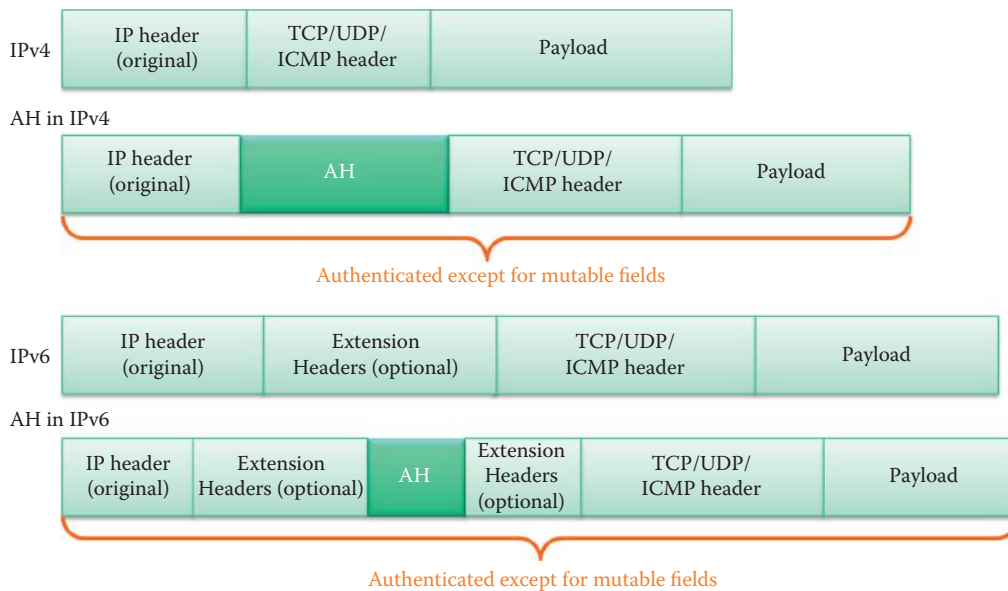 IPv4
IP header
(original)
TCP/UDP/
ICMP header
Payload
AH in IPv4
IP header
(original)
AH
TCP/UDP/
ICMP header
Payload
Authenticated except for mutable fields
IPv6
IP header
(original)
Extension
Headers (optional)
TCP/UDP/
ICMP header
Payload
AH in IPv6
IP header
(original)
Extension
Headers (optional)
AH
Extension
Headers
(optional)
TCP/UDP/
ICMP header
Payload
Authenticated except for mutable fields